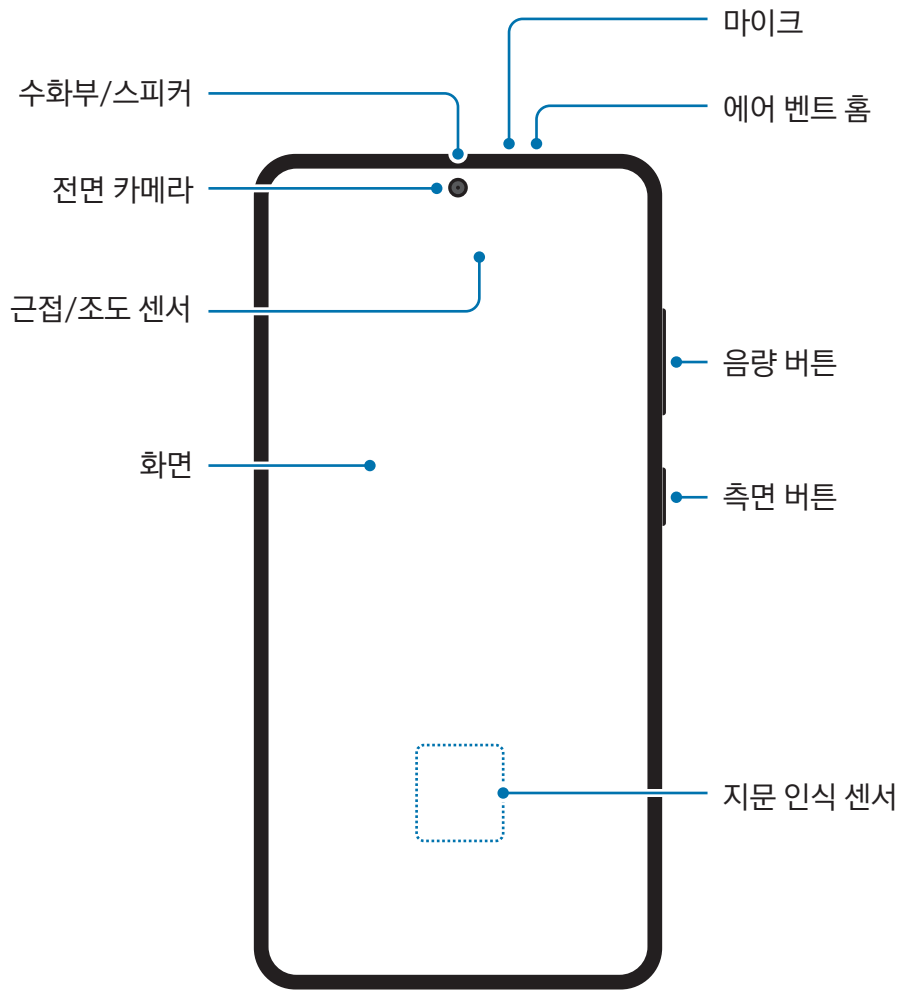 마이크
수화부/스피커
에어 벤트 홈
전면 카메라
근접/조도 센서
음량 버튼
화면
측면 버튼
지문 인식 센서